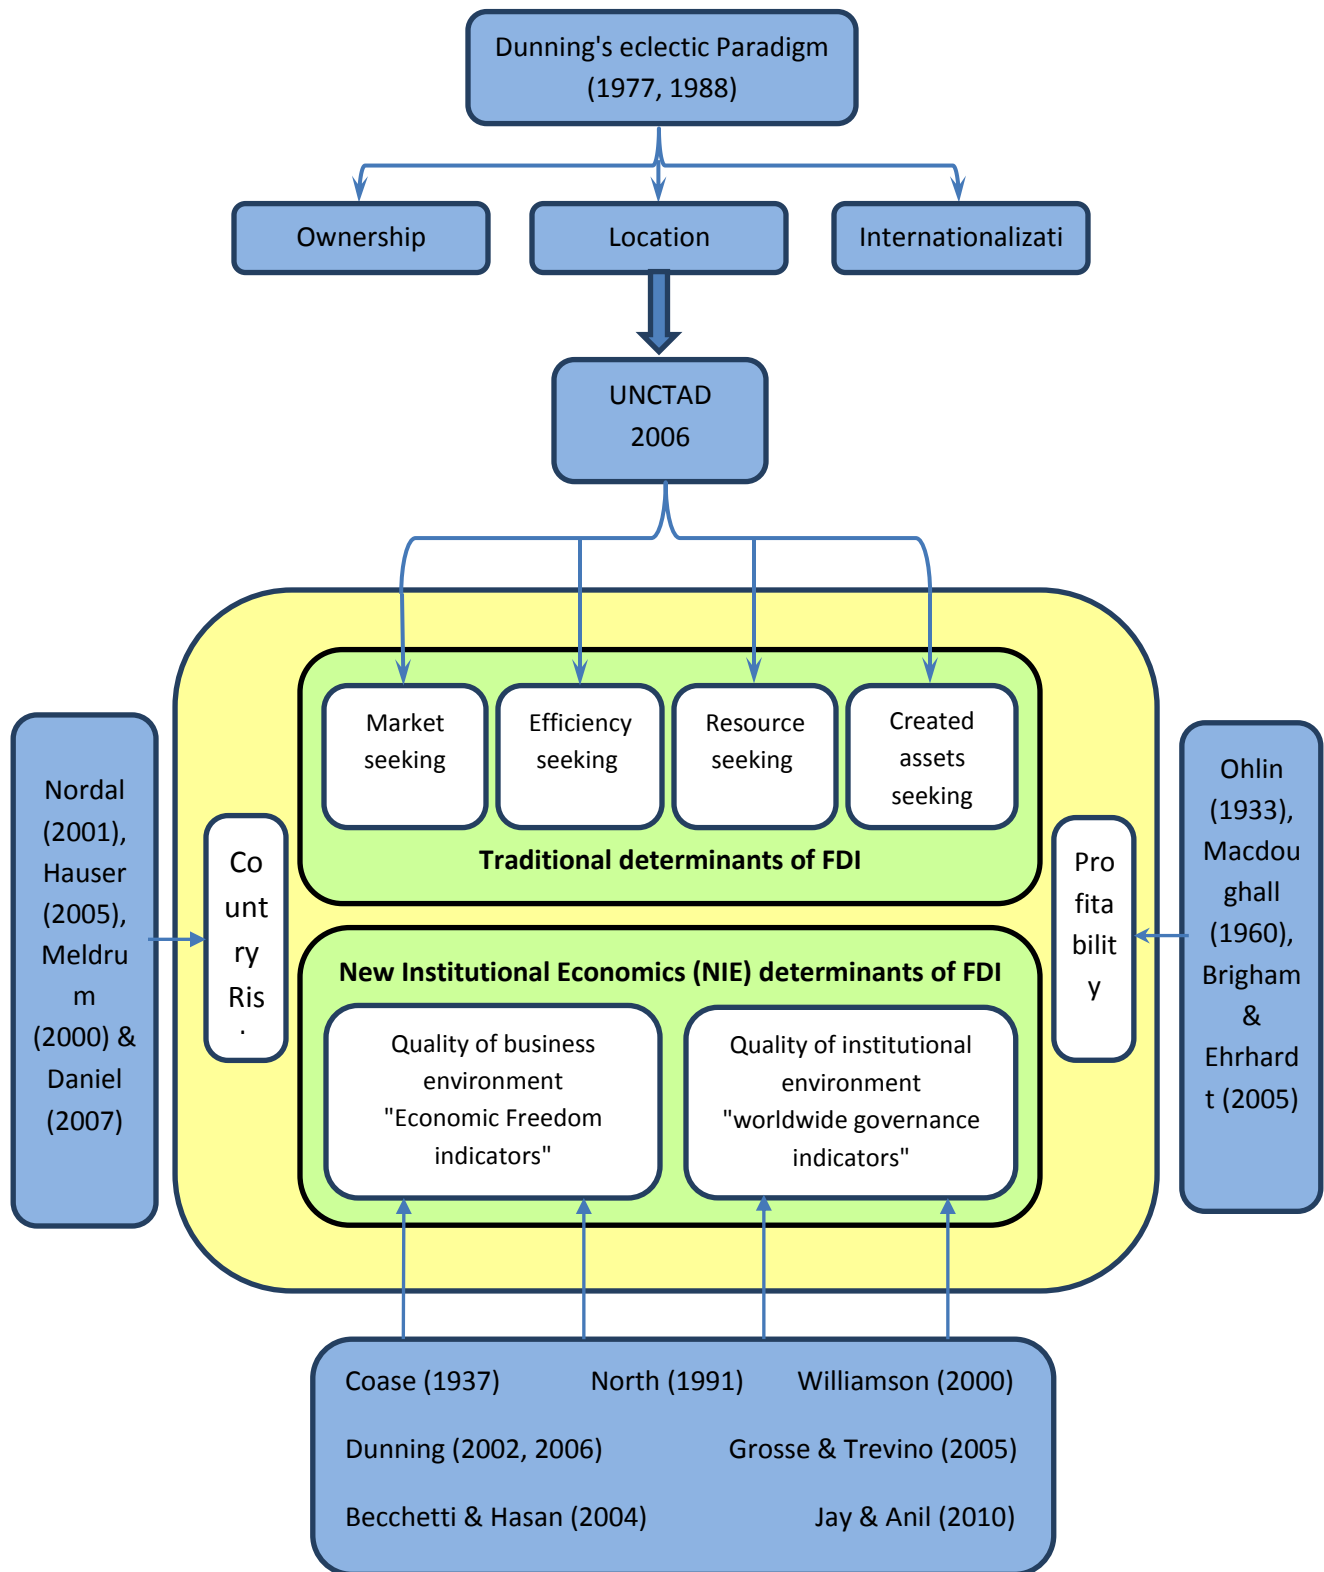 Dunning's eclectic Paradigm
(1977, 1988)
Ownership
Location
Internationalizati
UNCTAD
2006
Market
seeking
Efficiency
seeking
Resource
seeking
Created
assets
seeking
Traditional determinants of FDI
Nordal
(2001),
Hauser
(2005),
Meldru
m
(2000) &
Daniel
(2007)
Co
unt
ry
Ris
Pro
fita
bilit
y
Ohlin
(1933),
Macdou
ghall
(1960),
Brigham
&
Ehrhard
t (2005)
New Institutional Economics (NIE) determinants of FDI
Quality of business
environment
"Economic Freedom
indicators"
Quality of institutional
environment
"worldwide governance
indicators"
Coase (1937) North (1991) Williamson (2000)
Dunning (2002, 2006) Grosse & Trevino (2005)
Becchetti & Hasan (2004) Jay & Anil (2010)